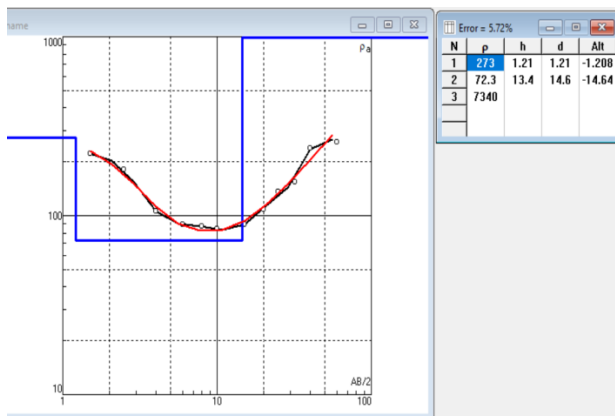 name
Error = 5.72%
N ρ h d Alt
1 273 1.21 1.21 -1.208
2 72.3 13.4 14.6 -14.64
3 7340
1000
ρa
100
10
AB/2
1 10 100